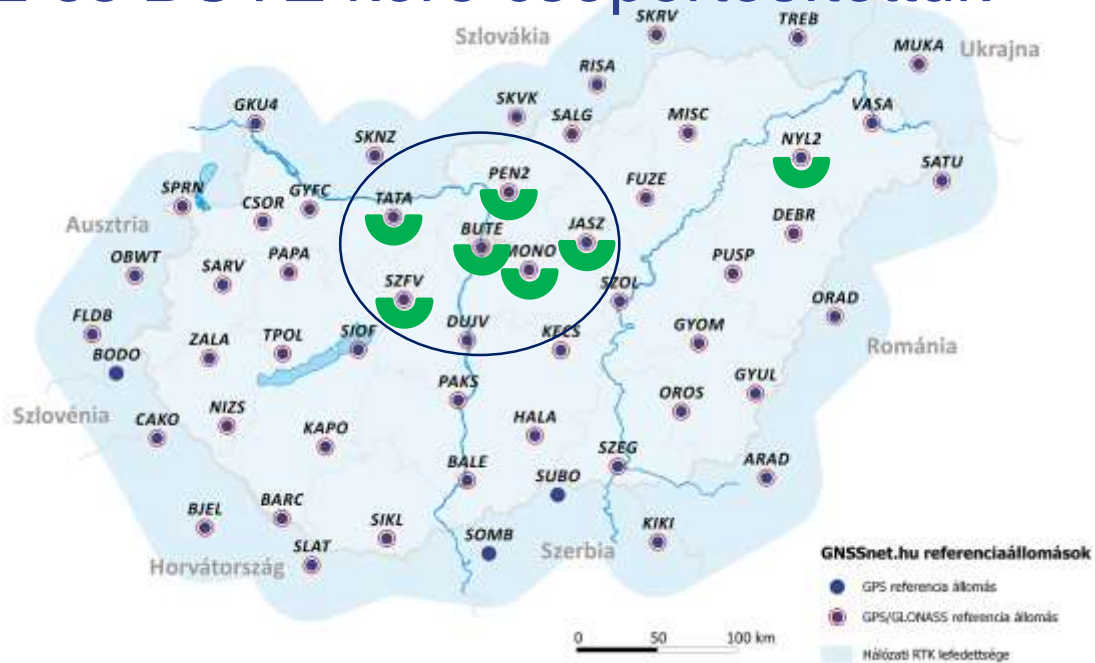 és BUTE köré csoportosítottak
SKRV
TREB
Szlovákia
MUKA
Ukrajna
RISA
GKU4
SKVK
SALG
MISC
VASA
SKNZ
NYL2
SATU
SPRN
CSOR
GYFC
TATA
PEN2
FUZE
Ausztria
BUTE
JASZ
DEBR
OBWT
SARV
PAPA
MONO
PUSP
SZFV
SZOL
ORAD
FLDB
BODO
ZALA
TPOL
SIOF
DUJV
KECS
GYOM
Románia
PAKS
OROS
GYUL
Szlovénia
CAKO
NIZS
KAPO
HALA
SZEG
BALE
SUBO
ARAD
BJEL
BARC
SIKL
SOMB
KIKI
SLAT
Szerbia
Horvátország
GNSSnet.hu referenciaállomások
GPS referencia állomás
GPS/GLONASS referencia állomás
0 50 100 km
Hálózati RTK lefedettsége